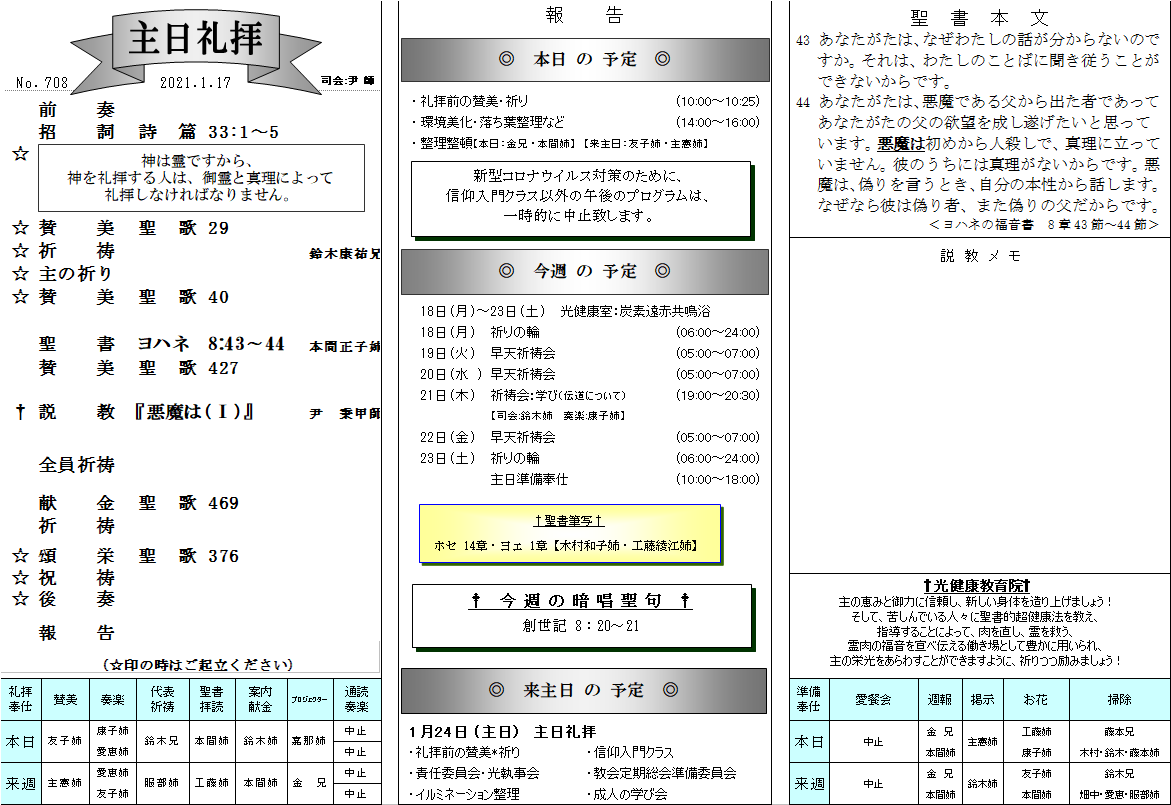 主日礼拝
No. 708
2021.1.17
司会:尹 師
前 奏
招 詞 詩 篇 33:1～5
☆
神は霊ですから、
神を礼拝する人は、御霊と真理によって
礼拝しなければなりません。
☆ 賛 美 聖 歌 29
☆ 祈 祷 鈴木康祐兄
☆ 主の祈り
☆ 賛 美 聖 歌 40
聖 書 ヨハネ 8:43～44 本間正子姉
賛 美 聖 歌 427
† 説 教 『悪魔は(Ⅰ)』 尹 秉甲師
全員祈祷
献 金 聖 歌 469
祈 祷
☆ 頌 栄 聖 歌 376
☆ 祝 祷
☆ 後 奏
報 告
(☆印の時はご起立ください)
礼拝奉仕 賛美 奏楽 代表祈祷 聖書拝読 案内献金 プロジェクター 通読奏楽
本日 友子姉 康子姉 愛恵姉 鈴木兄 本間姉 鈴木姉 嘉那姉 中止 中止
来週 主憲姉 愛恵姉 友子姉 服部姉 工藤姉 本間姉 金 兄 中止 中止
報 告
◎ 本日 の 予定 ◎
・礼拝前の賛美・祈り (10:00～10:25)
・環境美化・落ち葉整理など (14:00～16:00)
・整理整頓【本日：金兄・本間姉】【来主日：友子姉・主憲姉】
新型コロナウイルス対策のために、
信仰入門クラス以外の午後のプログラムは、
一時的に中止致します。
◎ 今週 の 予定 ◎
18日(月)～23日(土) 光健康室：炭素遠赤共鳴浴
18日(月) 祈りの輪 (06:00～24:00)
19日(火) 早天祈祷会 (05:00～07:00)
20日(水 ) 早天祈祷会 (05:00～07:00)
21日(木) 祈祷会：学び(伝道について) (19:00～20:30)
【司会:鈴木姉 奏楽:康子姉】
22日(金) 早天祈祷会 (05:00～07:00)
23日(土) 祈りの輪 (06:00～24:00)
主日準備奉仕 (10:00～18:00)
†聖書筆写†
ホセ 14章・ヨエ 1章【木村和子姉・工藤綾江姉】
† 今週の暗唱聖句 †
創世記 8：20～21
◎ 来主日 の 予定 ◎
1月24日(主日) 主日礼拝
・礼拝前の賛美*祈り ・信仰入門クラス
・責任委員会・光執事会 ・教会定期総会準備委員会
・イルミネーション整理 ・成人の学び会
聖 書 本 文
43 あなたがたは、なぜわたしの話が分からないので
すか。それは、わたしのことばに聞き従うことが
できないからです。
44 あなたがたは、悪魔である父から出た者であって
あなたがたの父の欲望を成し遂げたいと思って
います。悪魔は初めから人殺しで、真理に立って
いません。彼のうちには真理がないからです。悪
魔は、偽りを言うとき、自分の本性から話します。
なぜなら彼は偽り者、また偽りの父だからです。
＜ヨハネの福音書 8章43節～44節＞
説 教 メ モ
†光健康教育院†
主の恵みと御力に信頼し、新しい身体を造り上げましょう！
そして、苦しんでいる人々に聖書的超健康法を教え、
指導することによって、肉を直し、霊を救う、
霊肉の福音を宣べ伝える働き場として豊かに用いられ、
主の栄光をあらわすことができますように、祈りつつ励みましょう！
準備奉仕 愛餐会 週報 掲示 お花 掃除
本日 中止 金 兄 本間姉 主憲姉 工藤姉 康子姉 藤本兄 木村・鈴木・藤本姉
来週 中止 金 兄 本間姉 鈴木姉 友子姉 本間姉 鈴木兄 畑中・愛恵・服部姉